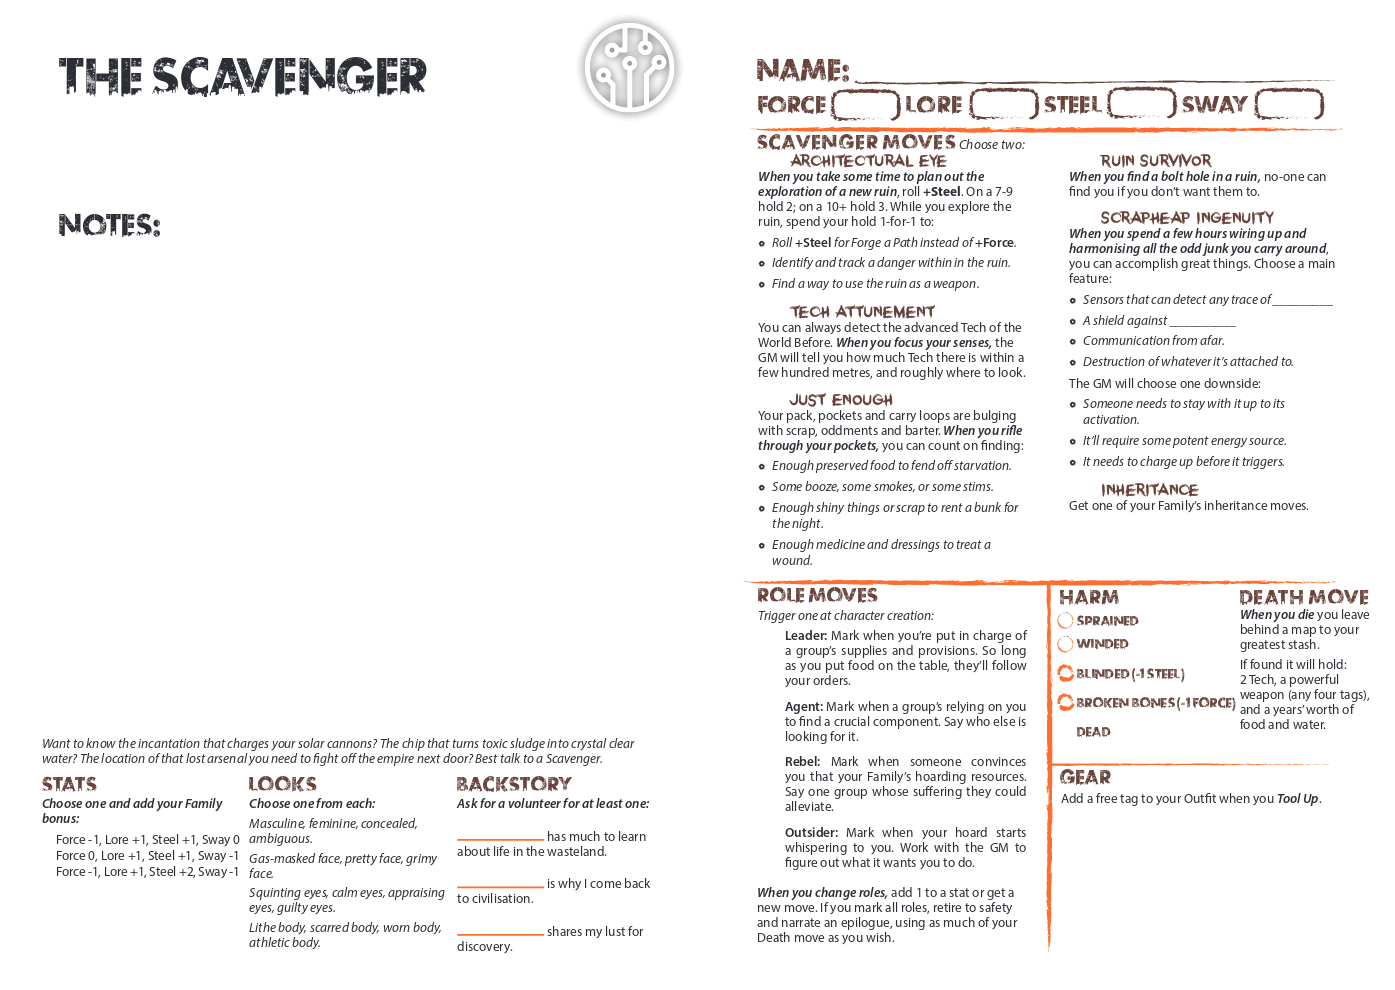 THE SCAVENGER
NOTES:
Want to know the incantation that charges your solar cannons? The chip that turns toxic sludge into crystal clear
water? The location of that lost arsenal you need to fight off the empire next door? Best talk to a Scavenger.
STATS
Choose one and add your Family
bonus:
Force -1, Lore +1, Steel +1, Sway 0
Force 0, Lore +1, Steel +1, Sway -1
Force -1, Lore +1, Steel +2, Sway -1
LOOKS
Choose one from each:
Masculine, feminine, concealed,
ambiguous.
Gas-masked face, pretty face, grimy
face.
Squinting eyes, calm eyes, appraising
eyes, guilty eyes.
Lithe body, scarred body, worn body,
athletic body.
BACKSTORY
Ask for a volunteer for at least one:
____________ has much to learn
about life in the wasteland.
____________ is why I come back
to civilisation.
____________ shares my lust for
discovery.
NAME:
FORCE LORE STEEL SWAY
SCAVENGER MOVES Choose two:
ARCHITECTURAL EYE
When you take some time to plan out the
exploration of a new ruin, roll +Steel. On a 7-9
hold 2; on a 10+ hold 3. While you explore the
ruin, spend your hold 1-for-1 to:
Roll +Steel for Forge a Path instead of +Force.
Identify and track a danger within in the ruin.
Find a way to use the ruin as a weapon.
TECH ATTUNEMENT
You can always detect the advanced Tech of the
World Before. When you focus your senses, the
GM will tell you how much Tech there is within a
few hundred metres, and roughly where to look.
JUST ENOUGH
Your pack, pockets and carry loops are bulging
with scrap, oddments and barter. When you rifle
through your pockets, you can count on finding:
Enough preserved food to fend off starvation.
Some booze, some smokes, or some stims.
Enough shiny things or scrap to rent a bunk for
the night.
Enough medicine and dressings to treat a
wound.
RUIN SURVIVOR
When you find a bolt hole in a ruin, no-one can
find you if you don't want them to.
SCRAPHEAP INGENUITY
When you spend a few hours wiring up and
harmonising all the odd junk you carry around,
you can accomplish great things. Choose a main
feature:
Sensors that can detect any trace of _________
A shield against __________
Communication from afar.
Destruction of whatever it's attached to.
The GM will choose one downside:
Someone needs to stay with it up to its
activation.
It'll require some potent energy source.
It needs to charge up before it triggers.
INHERITANCE
Get one of your Family's inheritance moves.
ROLE MOVES
Trigger one at character creation:
Leader: Mark when you're put in charge of
a group's supplies and provisions. So long
as you put food on the table, they'll follow
your orders.
Agent: Mark when a group's relying on you
to find a crucial component. Say who else is
looking for it.
Rebel: Mark when someone convinces
you that your Family's hoarding resources.
Say one group whose suffering they could
alleviate.
Outsider: Mark when your hoard starts
whispering to you. Work with the GM to
figure out what it wants you to do.
When you change roles, add 1 to a stat or get a
new move. If you mark all roles, retire to safety
and narrate an epilogue, using as much of your
Death move as you wish.
HARM
SPRAINED
WINDED
BLINDED (-1 STEEL)
BROKEN BONES (-1 FORCE)
DEAD
DEATH MOVE
When you die you leave
behind a map to your
greatest stash.
If found it will hold:
2 Tech, a powerful
weapon (any four tags),
and a years' worth of
food and water.
GEAR
Add a free tag to your Outfit when you Tool Up.